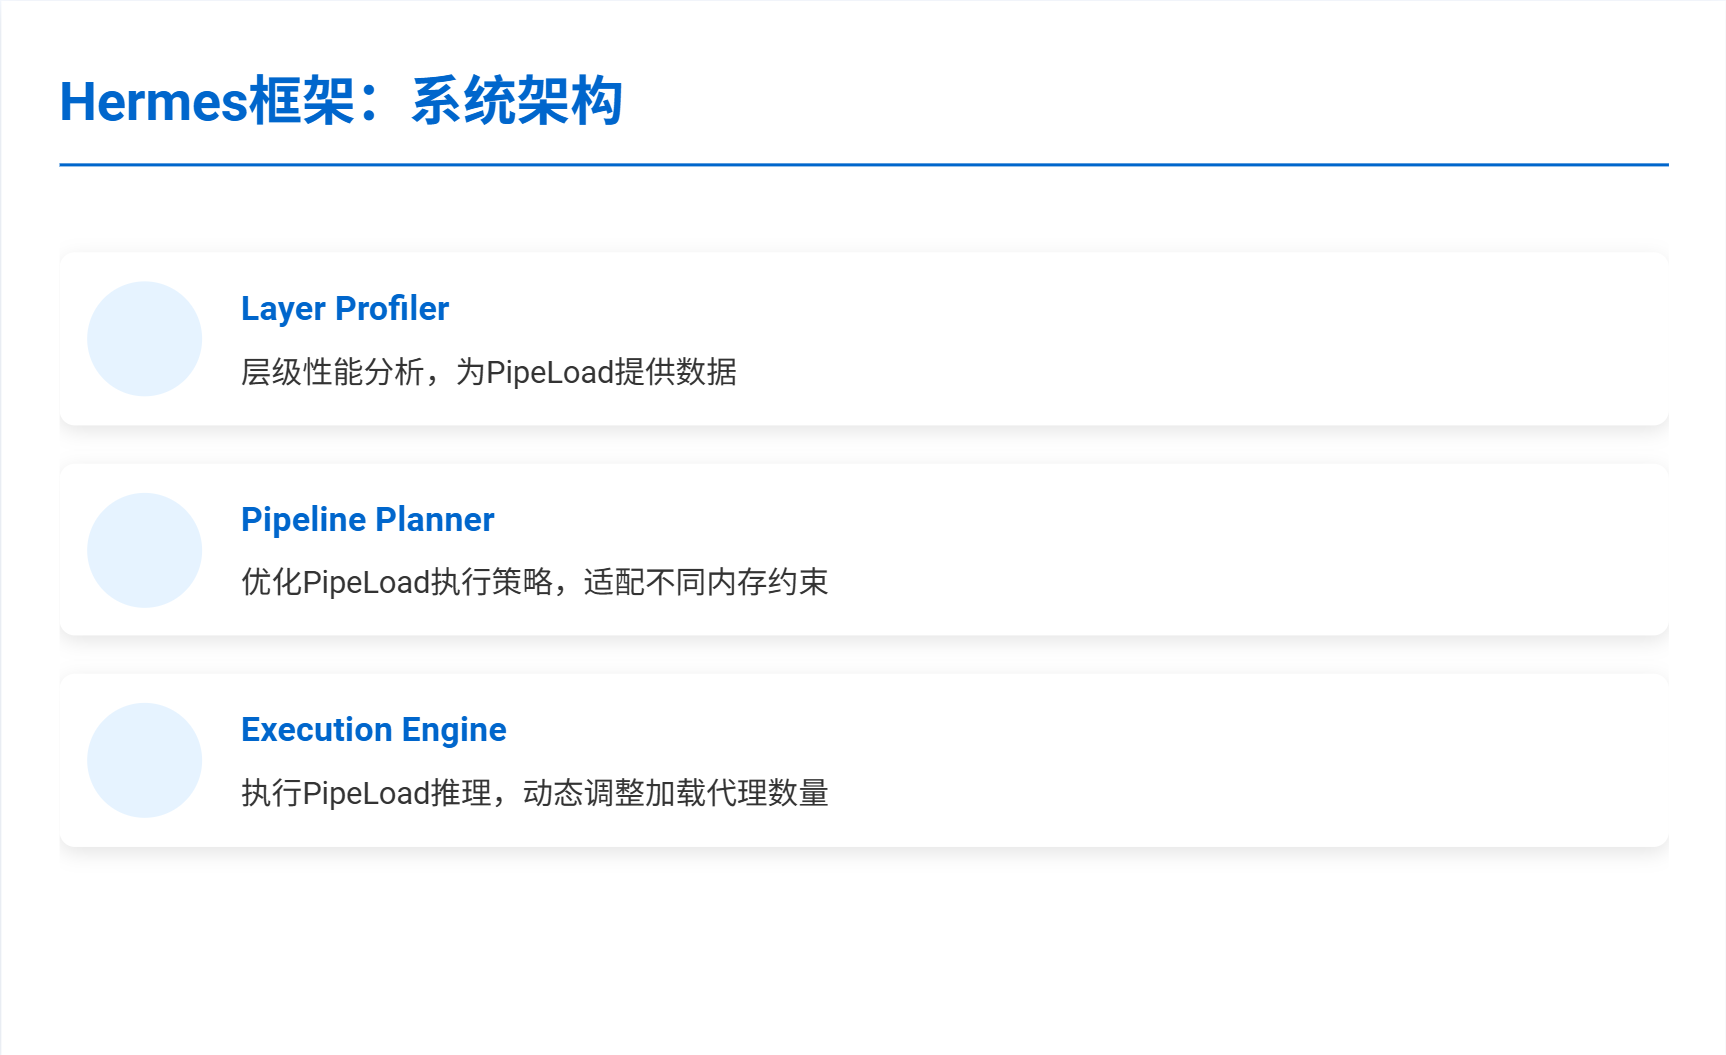 Hermes框架：系统架构
Layer Profiler
层级性能分析，为PipeLoad提供数据
Pipeline Planner
优化PipeLoad执行策略，适配不同内存约束
Execution Engine
执行PipeLoad推理，动态调整加载代理数量